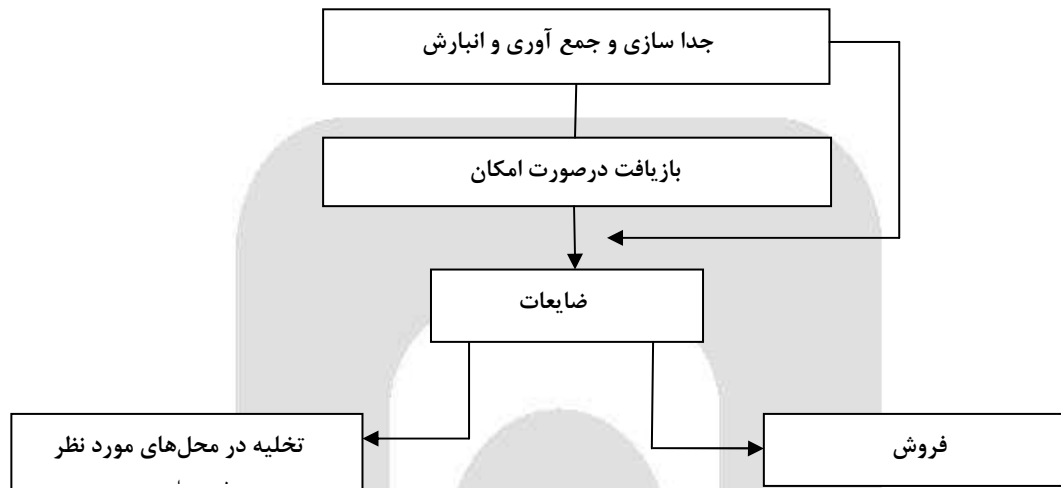 جدا سازی و جمع آوری و انبارش
بازیافت درصورت امکان
ضایعات
تخلیه در محل‌های مورد نظر
فروش